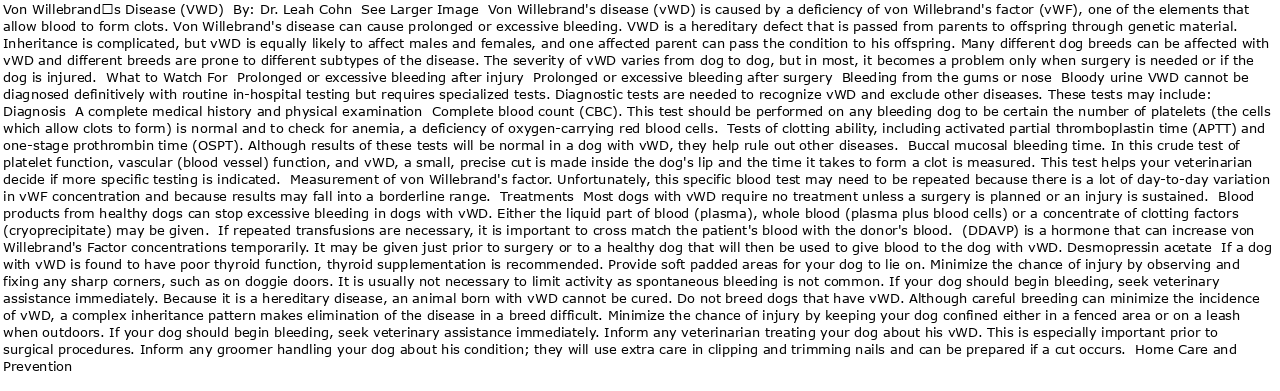 Von Willebrand□s Disease (VWD)  By: Dr. Leah Cohn  See Larger Image  Von Willebrand's disease (vWD) is caused by a deficiency of von Willebrand's factor (vWF), one of the elements that
allow blood to form clots. Von Willebrand's disease can cause prolonged or excessive bleeding. VWD is a hereditary defect that is passed from parents to offspring through genetic material.
Inheritance is complicated, but vWD is equally likely to affect males and females, and one affected parent can pass the condition to his offspring. Many different dog breeds can be affected with
vWD and different breeds are prone to different subtypes of the disease. The severity of vWD varies from dog to dog, but in most, it becomes a problem only when surgery is needed or if the
dog is injured.  What to Watch For  Prolonged or excessive bleeding after injury  Prolonged or excessive bleeding after surgery  Bleeding from the gums or nose  Bloody urine VWD cannot be
diagnosed definitively with routine in-hospital testing but requires specialized tests. Diagnostic tests are needed to recognize vWD and exclude other diseases. These tests may include:
Diagnosis  A complete medical history and physical examination  Complete blood count (CBC). This test should be performed on any bleeding dog to be certain the number of platelets (the cells
which allow clots to form) is normal and to check for anemia, a deficiency of oxygen-carrying red blood cells.  Tests of clotting ability, including activated partial thromboplastin time (APTT) and
one-stage prothrombin time (OSPT). Although results of these tests will be normal in a dog with vWD, they help rule out other diseases.  Buccal mucosal bleeding time. In this crude test of
platelet function, vascular (blood vessel) function, and vWD, a small, precise cut is made inside the dog's lip and the time it takes to form a clot is measured. This test helps your veterinarian
decide if more specific testing is indicated.  Measurement of von Willebrand's factor. Unfortunately, this specific blood test may need to be repeated because there is a lot of day-to-day variation
in vWF concentration and because results may fall into a borderline range.  Treatments  Most dogs with vWD require no treatment unless a surgery is planned or an injury is sustained.  Blood
products from healthy dogs can stop excessive bleeding in dogs with vWD. Either the liquid part of blood (plasma), whole blood (plasma plus blood cells) or a concentrate of clotting factors
(cryoprecipitate) may be given.  If repeated transfusions are necessary, it is important to cross match the patient's blood with the donor's blood.  (DDAVP) is a hormone that can increase von
Willebrand's Factor concentrations temporarily. It may be given just prior to surgery or to a healthy dog that will then be used to give blood to the dog with vWD. Desmopressin acetate  If a dog
with vWD is found to have poor thyroid function, thyroid supplementation is recommended. Provide soft padded areas for your dog to lie on. Minimize the chance of injury by observing and
fixing any sharp corners, such as on doggie doors. It is usually not necessary to limit activity as spontaneous bleeding is not common. If your dog should begin bleeding, seek veterinary
assistance immediately. Because it is a hereditary disease, an animal born with vWD cannot be cured. Do not breed dogs that have vWD. Although careful breeding can minimize the incidence
of vWD, a complex inheritance pattern makes elimination of the disease in a breed difficult. Minimize the chance of injury by keeping your dog confined either in a fenced area or on a leash
when outdoors. If your dog should begin bleeding, seek veterinary assistance immediately. Inform any veterinarian treating your dog about his vWD. This is especially important prior to
surgical procedures. Inform any groomer handling your dog about his condition; they will use extra care in clipping and trimming nails and can be prepared if a cut occurs.  Home Care and
Prevention